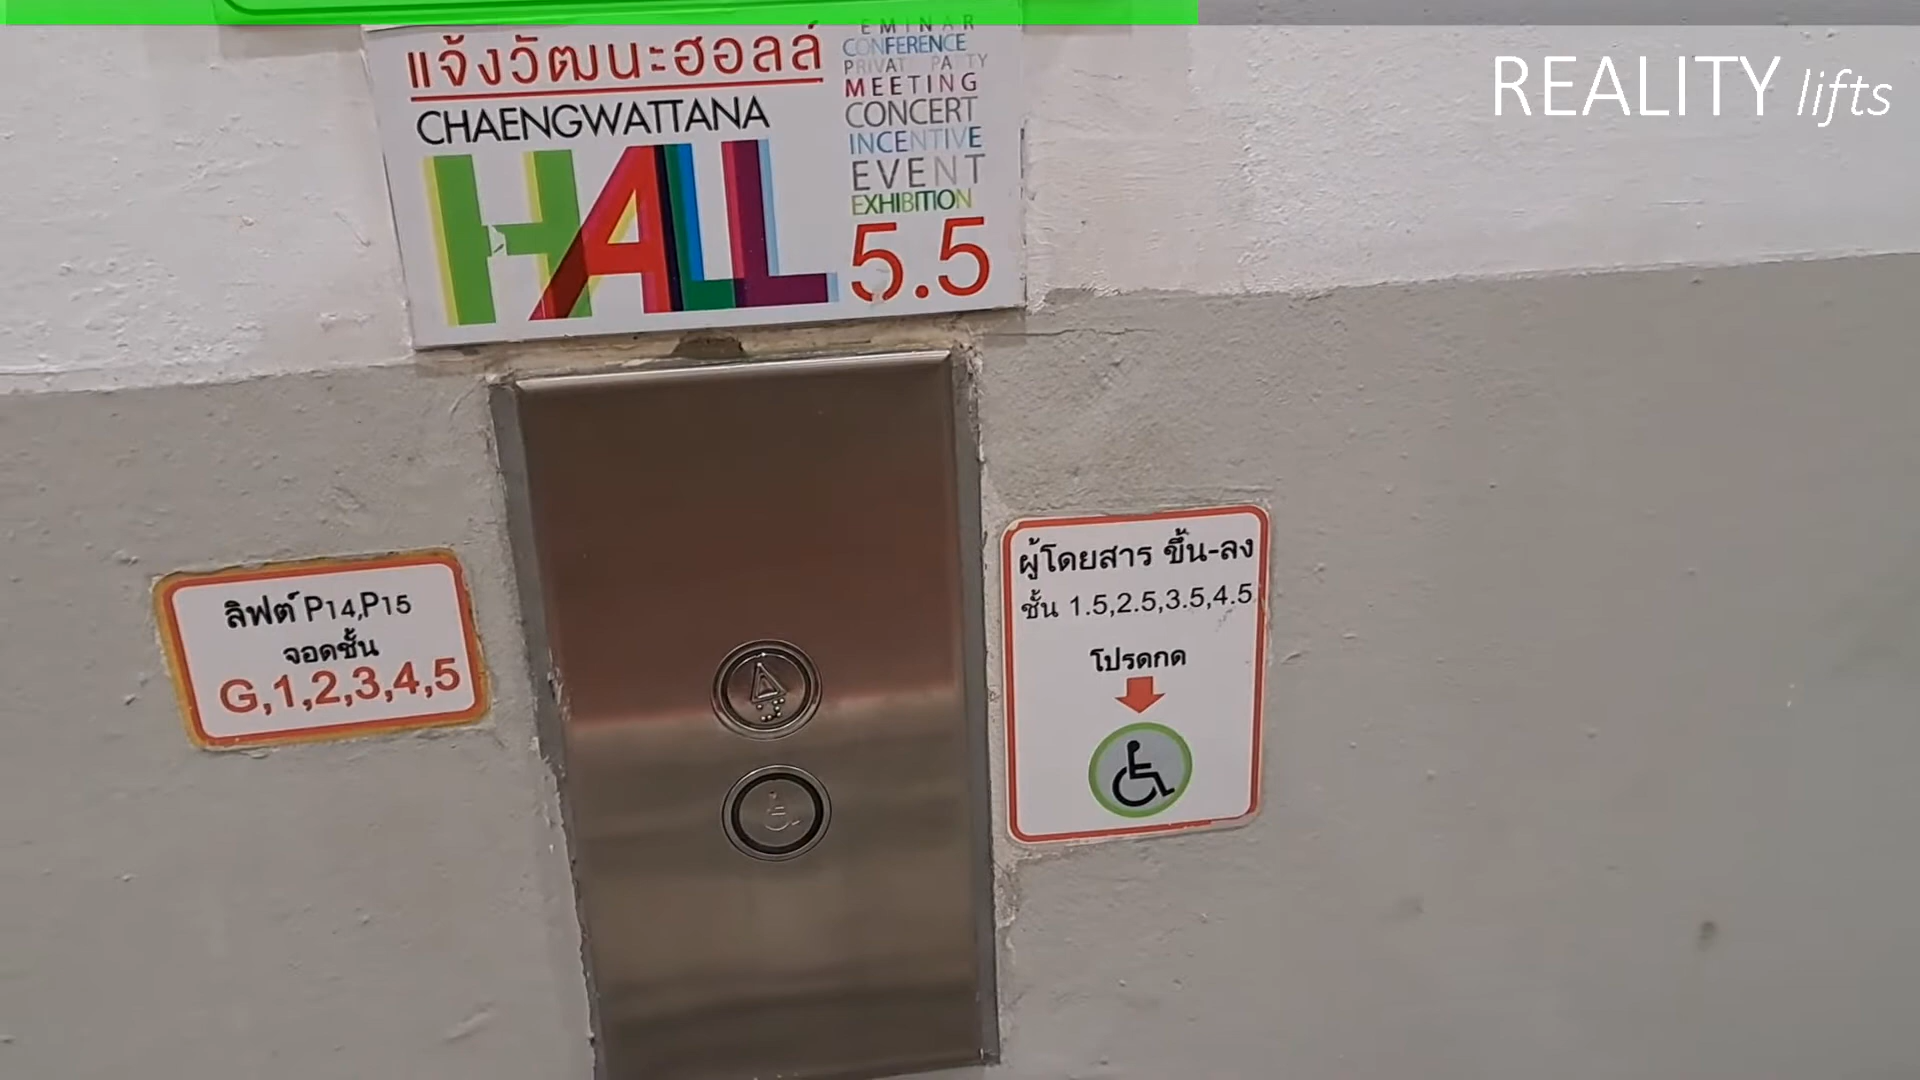 REALITY lifts
แจ้งวัฒนะฮอลล์
CHAENGWATTANA
HALL
SEMINAR
CONFERENCE
PRIVATE PARTY
MEETING
CONCERT
INCENTIVE
EVENT
EXHIBITION
5.5
ลิฟต์ P14,P15
จอดชั้น
G,1,2,3,4,5
ผู้โดยสาร ขึ้น-ลง
ชั้น 1.5,2.5,3.5,4.5
โปรดกด